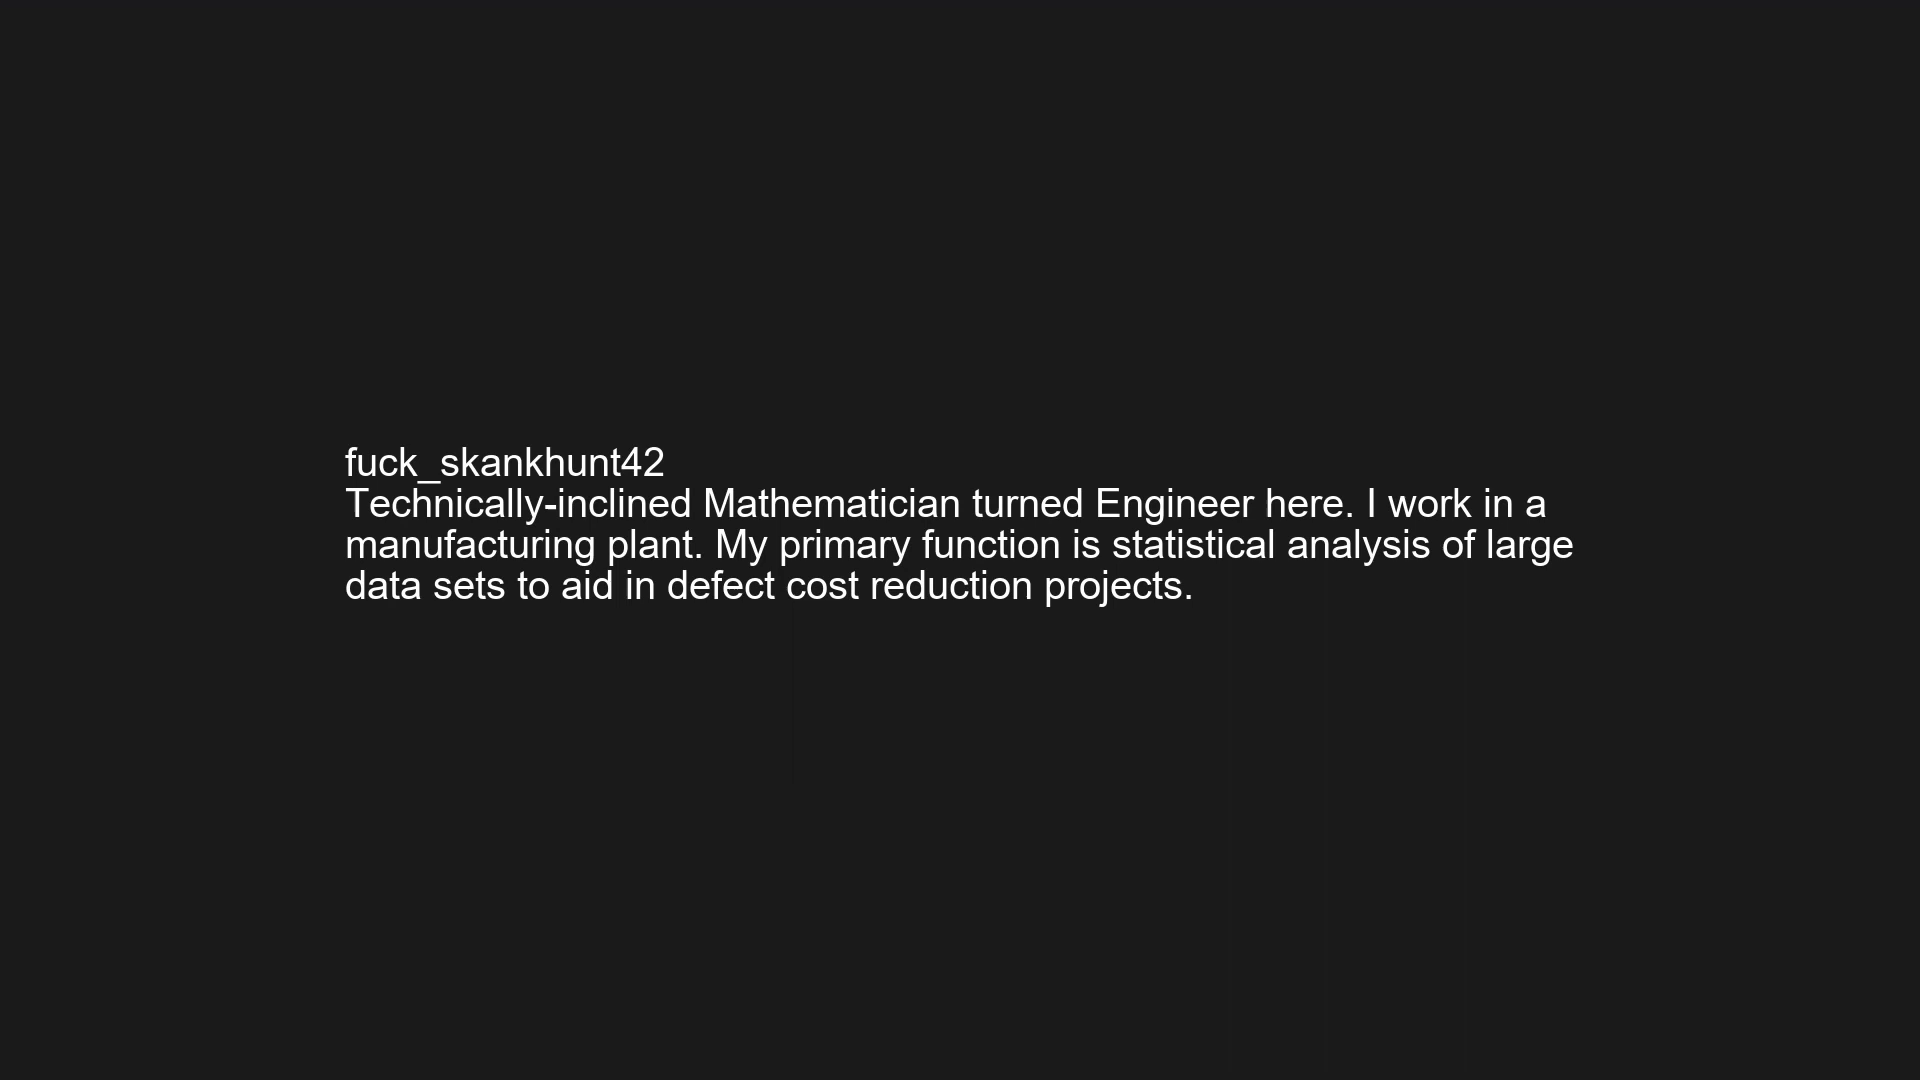 fuck_skankhunt42
Technically-inclined Mathematician turned Engineer here. I work in a
manufacturing plant. My primary function is statistical analysis of large
data sets to aid in defect cost reduction projects.